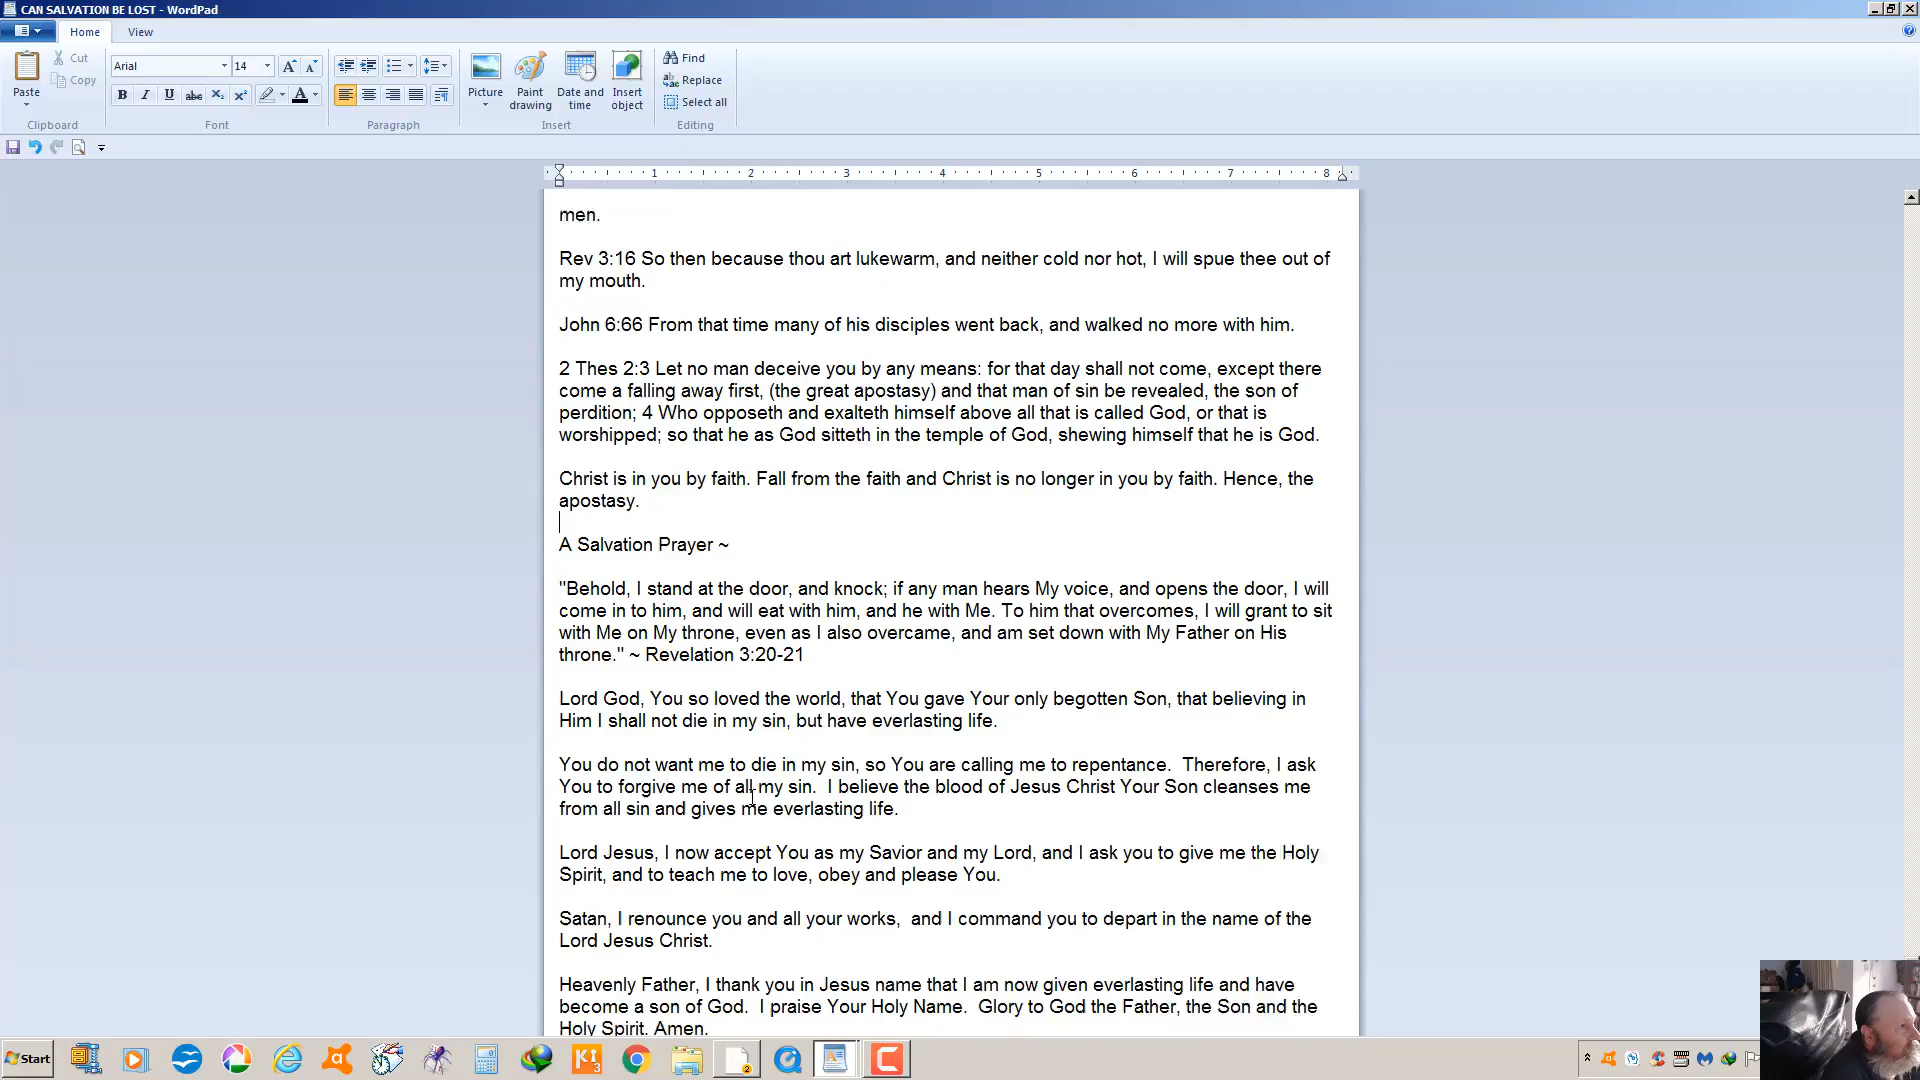 CAN SALVATION BE LOST - WordPad
Home
View
Paste
Cut
Copy
Clipboard
Arial
14
Font
Paragraph
Picture
Paint drawing
Date and time
Insert object
Insert
Find
Replace
Select all
Editing
1 2 3 4 5 6 7 8
men.
Rev 3:16 So then because thou art lukewarm, and neither cold nor hot, I will spue thee out of
my mouth.
John 6:66 From that time many of his disciples went back, and walked no more with him.
2 Thes 2:3 Let no man deceive you by any means: for that day shall not come, except there
come a falling away first, (the great apostasy) and that man of sin be revealed, the son of
perdition; 4 Who opposeth and exalteth himself above all that is called God, or that is
worshipped; so that he as God sitteth in the temple of God, shewing himself that he is God.
Christ is in you by faith. Fall from the faith and Christ is no longer in you by faith. Hence, the
apostasy.
A Salvation Prayer ~
"Behold, I stand at the door, and knock; if any man hears My voice, and opens the door, I will
come in to him, and will eat with him, and he with Me. To him that overcomes, I will grant to sit
with Me on My throne, even as I also overcame, and am set down with My Father on His
throne." ~ Revelation 3:20-21
Lord God, You so loved the world, that You gave Your only begotten Son, that believing in
Him I shall not die in my sin, but have everlasting life.
You do not want me to die in my sin, so You are calling me to repentance.  Therefore, I ask
You to forgive me of all my sin.  I believe the blood of Jesus Christ Your Son cleanses me
from all sin and gives me everlasting life.
Lord Jesus, I now accept You as my Savior and my Lord, and I ask you to give me the Holy
Spirit, and to teach me to love, obey and please You.
Satan, I renounce you and all your works,  and I command you to depart in the name of the
Lord Jesus Christ.
Heavenly Father, I thank you in Jesus name that I am now given everlasting life and have
become a son of God.  I praise Your Holy Name.  Glory to God the Father, the Son and the
Holy Spirit. Amen.
Start